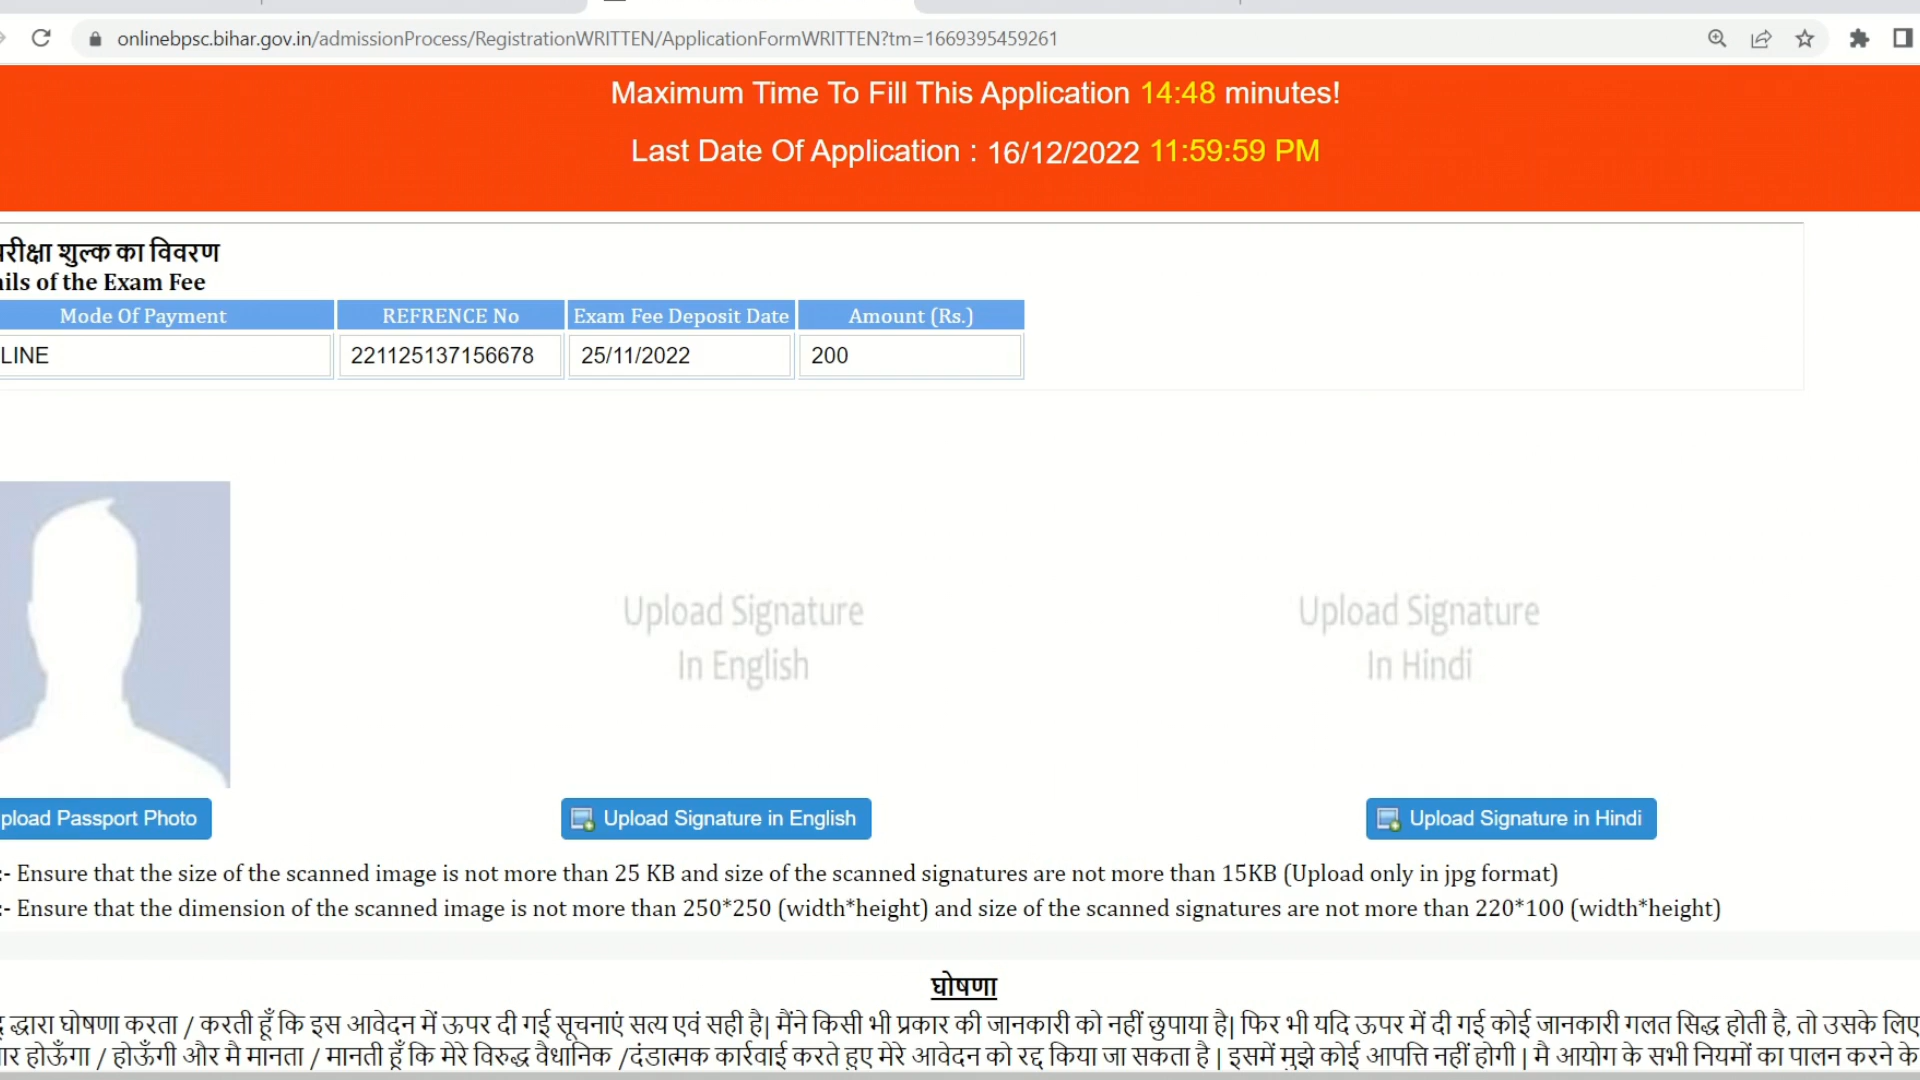 onlinebpsc.bihar.gov.in/admissionProcess/RegistrationWRITTEN/ApplicationFormWRITTEN?tm=1669395459261
Maximum Time To Fill This Application 14:48 minutes!
Last Date Of Application : 16/12/2022 11:59:59 PM
रीक्षा शुल्क का विवरण
ils of the Exam Fee
Mode Of Payment REFRENCE No Exam Fee Deposit Date Amount (Rs.)
LINE 221125137156678 25/11/2022 200
Upload Signature Upload Signature
In English In Hindi
pload Passport Photo Upload Signature in English Upload Signature in Hindi
:- Ensure that the size of the scanned image is not more than 25 KB and size of the scanned signatures are not more than 15KB (Upload only in jpg format)
:- Ensure that the dimension of the scanned image is not more than 250*250 (width*height) and size of the scanned signatures are not more than 220*100 (width*height)
घोषणा
द्वारा घोषणा करता / करती हूँ कि इस आवेदन में ऊपर दी गई सूचनाएं सत्य एवं सही है| मैंने किसी भी प्रकार की जानकारी को नहीं छुपाया है| फिर भी यदि ऊपर में दी गई कोई जानकारी गलत सिद्ध होती है, तो उसके लिए
ार होऊँगा / होऊँगी और मै मानता / मानती हूँ कि मेरे विरुद्ध वैधानिक /दंडात्मक कार्रवाई करते हुए मेरे आवेदन को रद्द किया जा सकता है | इसमें मुझे कोई आपत्ति नहीं होगी | मै आयोग के सभी नियमों का पालन करने के